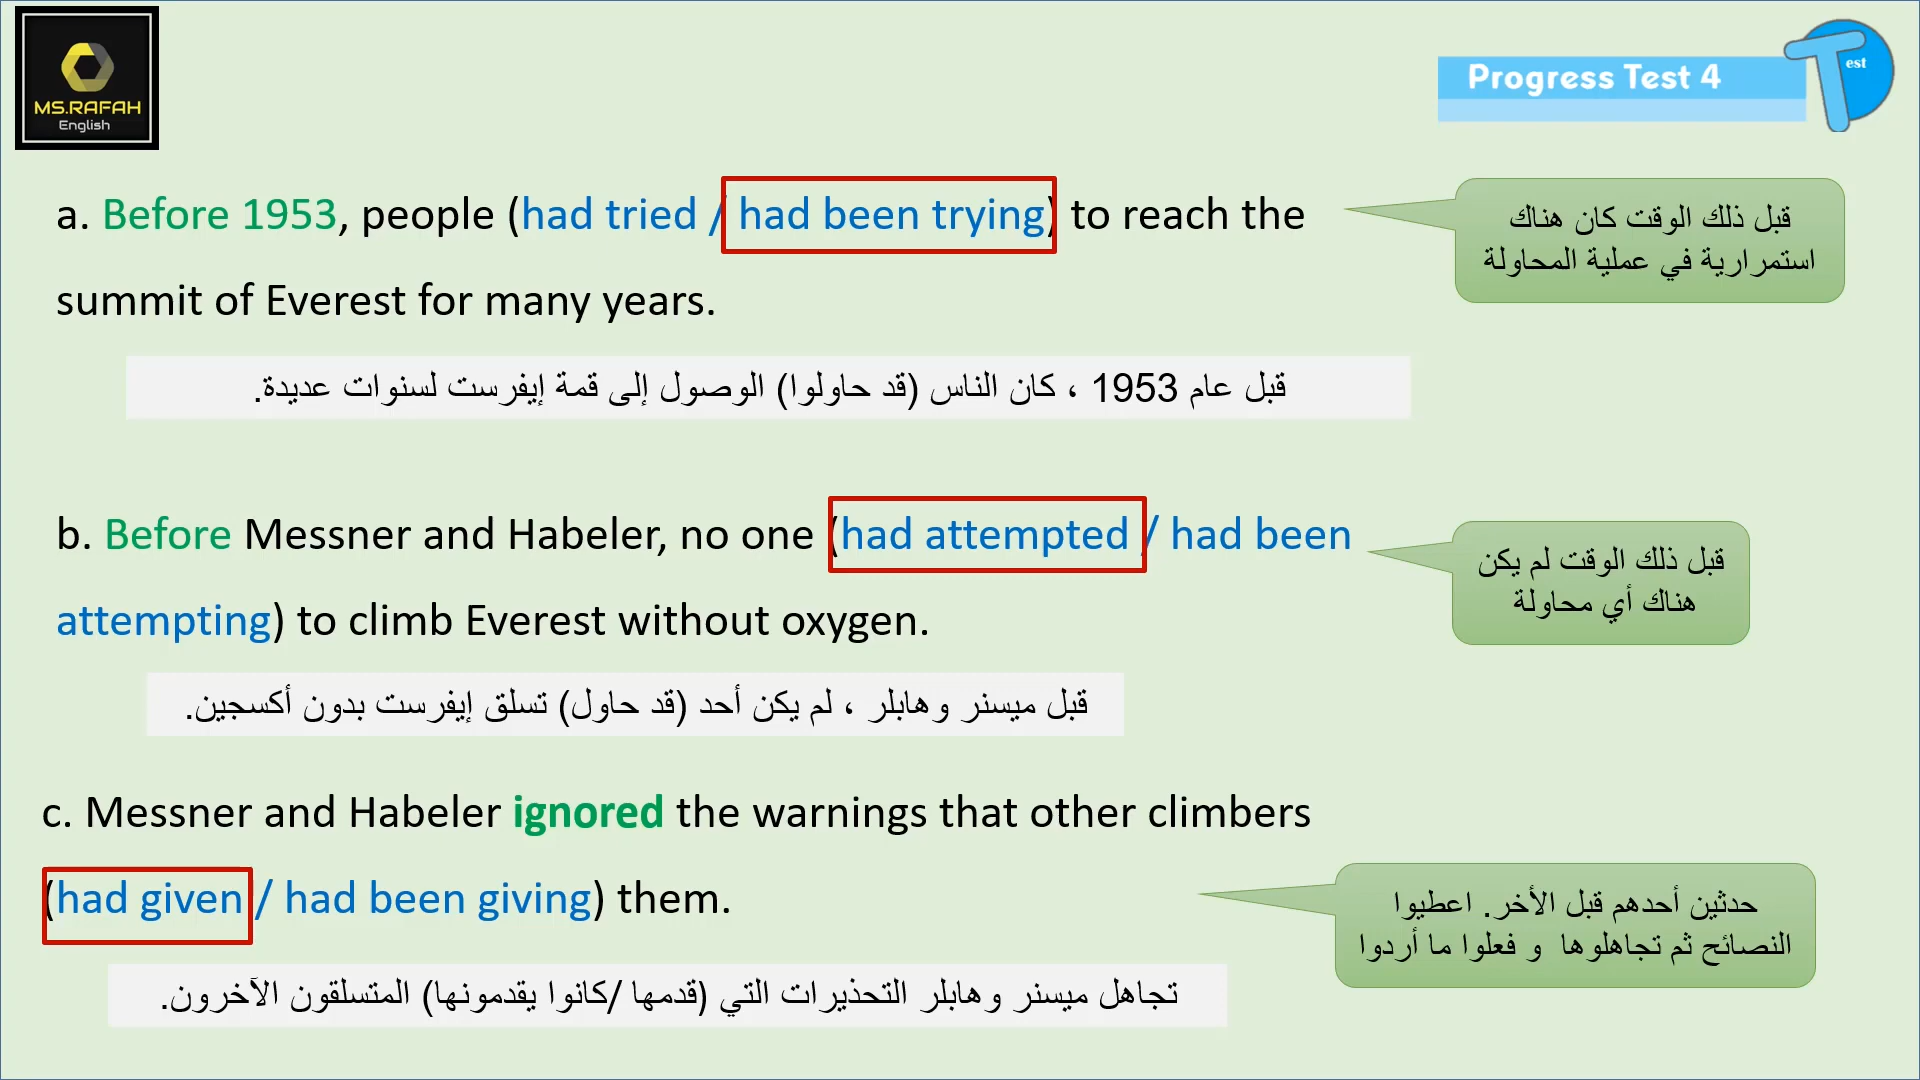 MS.RAFAH
English
Progress Test 4
Test
a. Before 1953, people (had tried / had been trying) to reach the
summit of Everest for many years.
قبل ذلك الوقت كان هناك
استمرارية في عملية المحاولة
قبل عام 1953 ، كان الناس (قد حاولوا) الوصول إلى قمة إيفرست لسنوات عديدة.
b. Before Messner and Habeler, no one (had attempted / had been
attempting) to climb Everest without oxygen.
قبل ذلك الوقت لم يكن
هناك أي محاولة
قبل ميسنر وهابلر ، لم يكن أحد (قد حاول) تسلق إيفرست بدون أكسجين.
c. Messner and Habeler ignored the warnings that other climbers
(had given / had been giving) them.
حدثين أحدهم قبل الأخر. اعطيوا
النصائح ثم تجاهلوها و فعلوا ما أردوا
تجاهل ميسنر وهابلر التحذيرات التي (قدمها /كانوا يقدمونها) المتسلقون الآخرون.